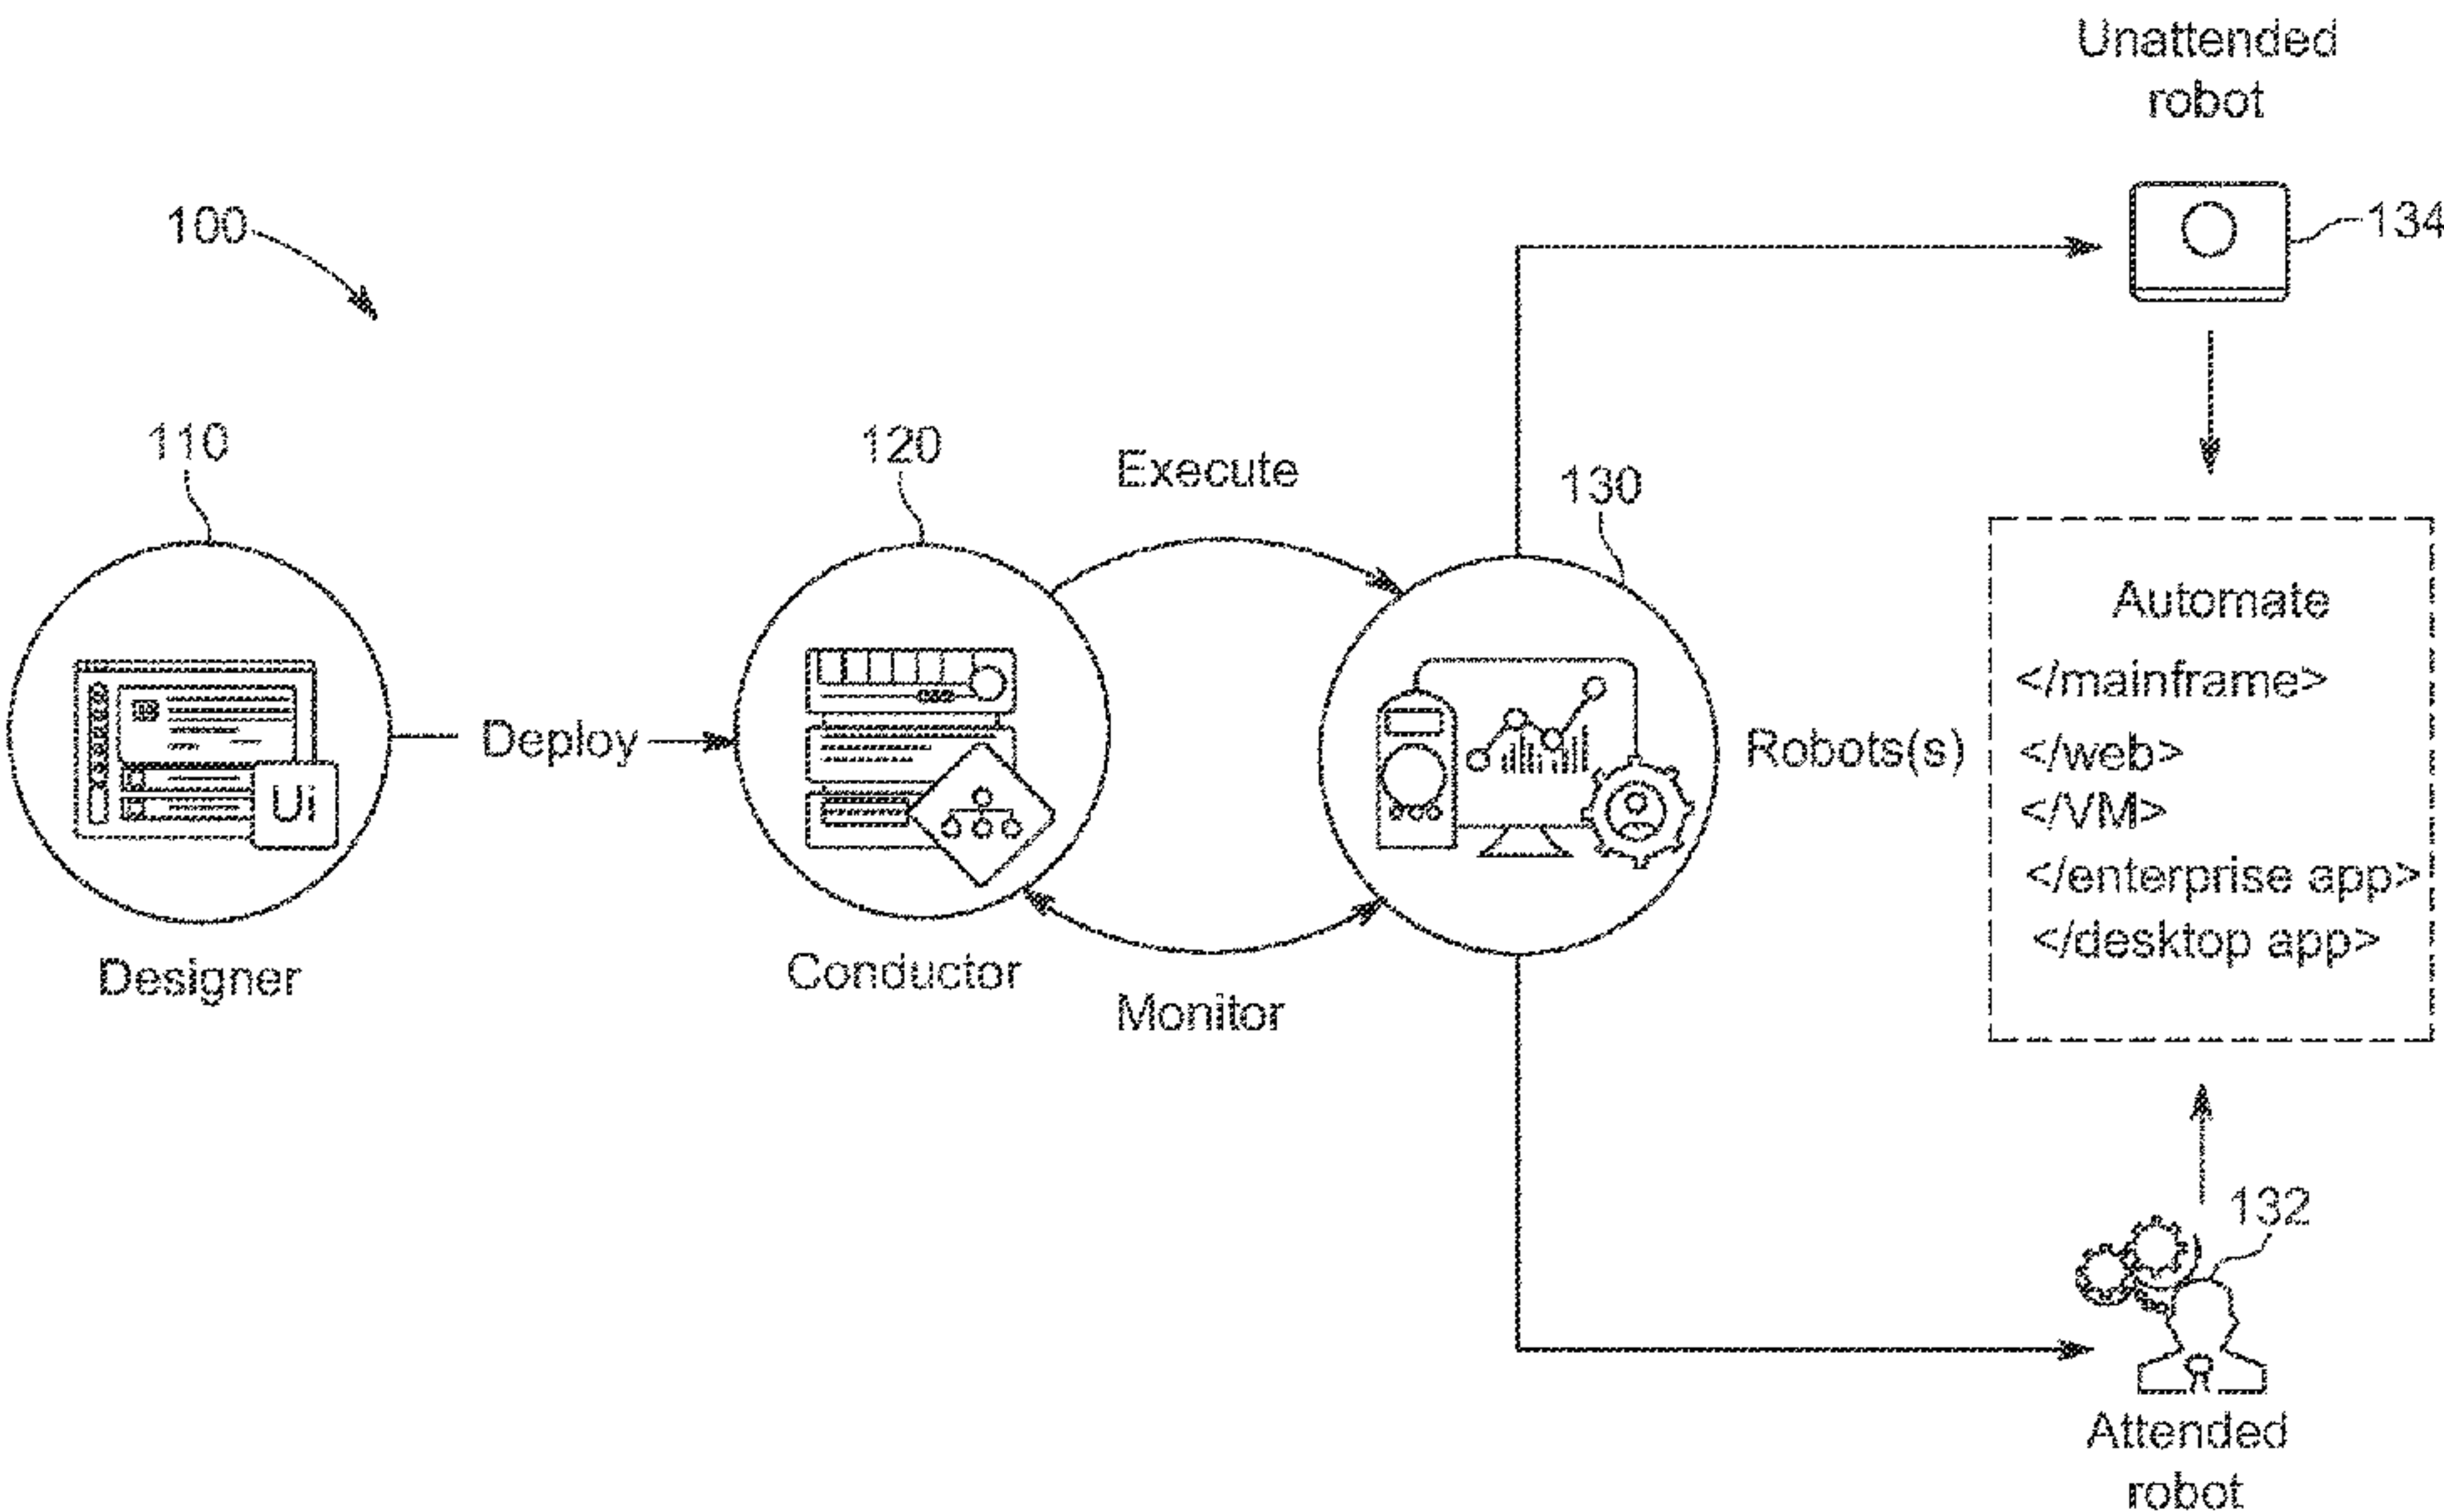 Unattended
robot
100
134
110
120
Execute
130
Automate
</mainframe>
</web>
</VM>
</enterprise app>
</desktop app>
Deploy
Robots(s)
Ui
Designer
Conductor
Monitor
132
Attended
robot